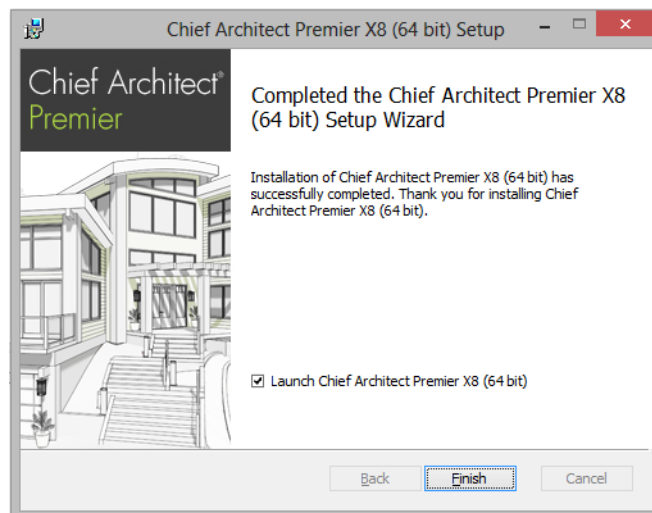 Chief Architect Premier X8 (64 bit) Setup
Chief Architect®
Premier
Completed the Chief Architect Premier X8
(64 bit) Setup Wizard
Installation of Chief Architect Premier X8 (64 bit) has
successfully completed. Thank you for installing Chief
Architect Premier X8 (64 bit).
Launch Chief Architect Premier X8 (64 bit)
Back
Finish
Cancel